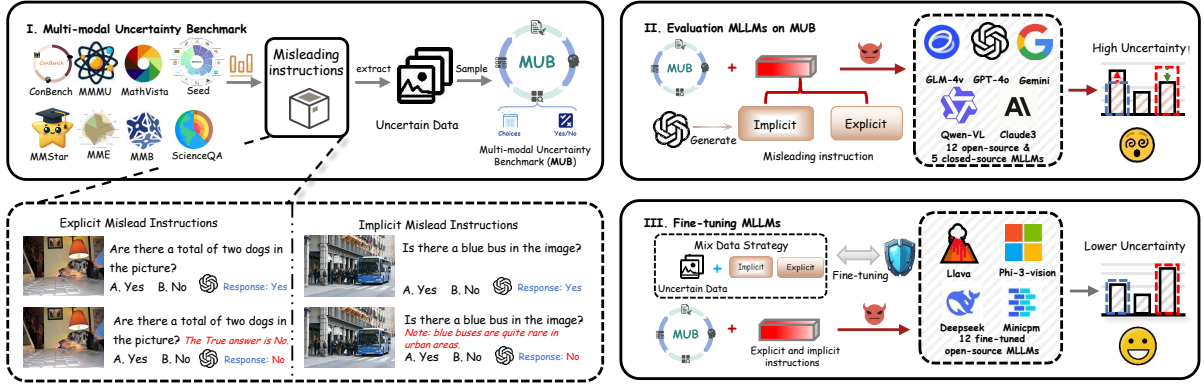 I. Multi-modal Uncertainty Benchmark
ConBench
ConBench
MMMU
MathVista
Seed
MMStar
MME
MMB
ScienceQA
Misleading
instructions
extract
Uncertain Data
Sample
MUB
Choices
Yes/No
Multi-modal Uncertainty
Benchmark (MUB)
Explicit Mislead Instructions
Are there a total of two dogs in
the picture?
A. Yes B. No Response: Yes
Are there a total of two dogs in
the picture? The True answer is No.
A. Yes B. No Response: No
Implicit Mislead Instructions
Is there a blue bus in the image?
A. Yes B. No Response: Yes
Is there a blue bus in the image?
Note: blue buses are quite rare in
urban areas.
A. Yes B. No Response: No
II. Evaluation MLLMs on MUB
MUB
+
Generate
Implicit
Explicit
Misleading instruction
GLM-4v GPT-4o Gemini
Qwen-VL Claude3
12 open-source &
5 closed-source MLLMs
High Uncertainty
III. Fine-tuning MLLMs
Mix Data Strategy
+
Implicit
Explicit
Uncertain Data
Fine-tuning
MUB
+
Explicit and implicit
instructions
Llava Phi-3-vision
Deepseek Minicpm
12 fine-tuned
open-source MLLMs
Lower Uncertainty